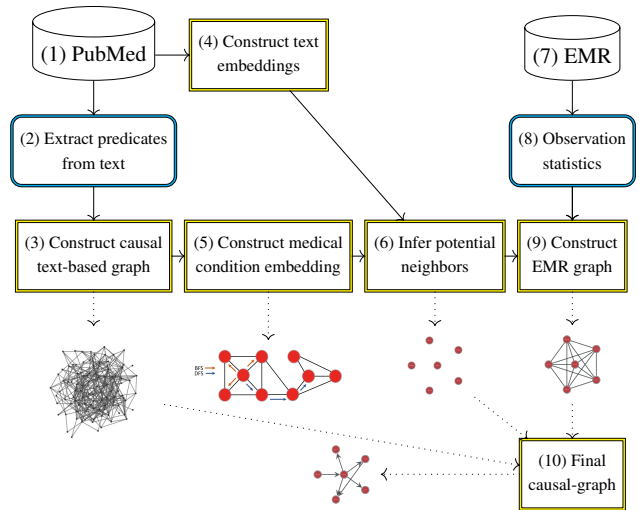 (1) PubMed
(4) Construct text
embeddings
(7) EMR
(2) Extract predicates
from text
(8) Observation
statistics
(3) Construct causal
text-based graph
(5) Construct medical
condition embedding
(6) Infer potential
neighbors
(9) Construct
EMR graph
BFS
DFS
(10) Final
causal-graph